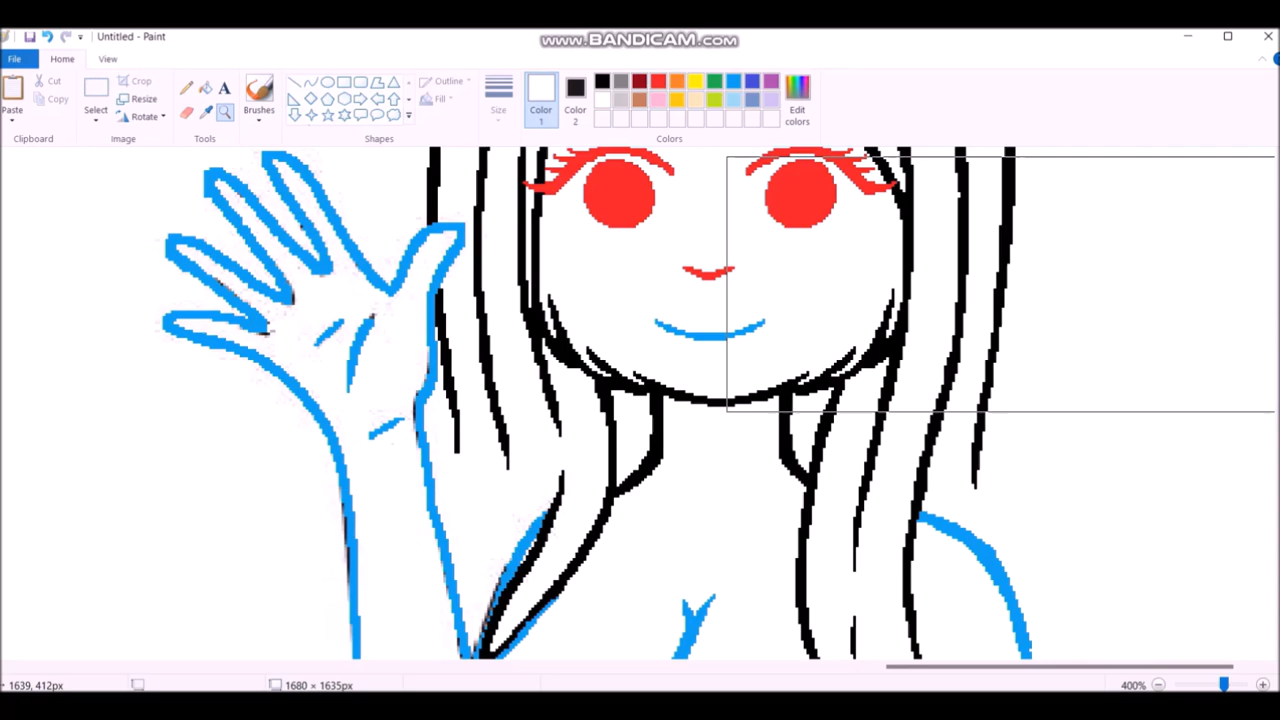 Untitled - Paint
www.BANDICAM.com
File Home View
Paste
Cut
Copy
Clipboard
Select
Crop
Resize
Rotate
Image
A
Tools
Brushes
Outline
Fill
Shapes
Size
Color
1
Color
2
Edit
colors
Colors
1639, 412px
1680 × 1635px
400%